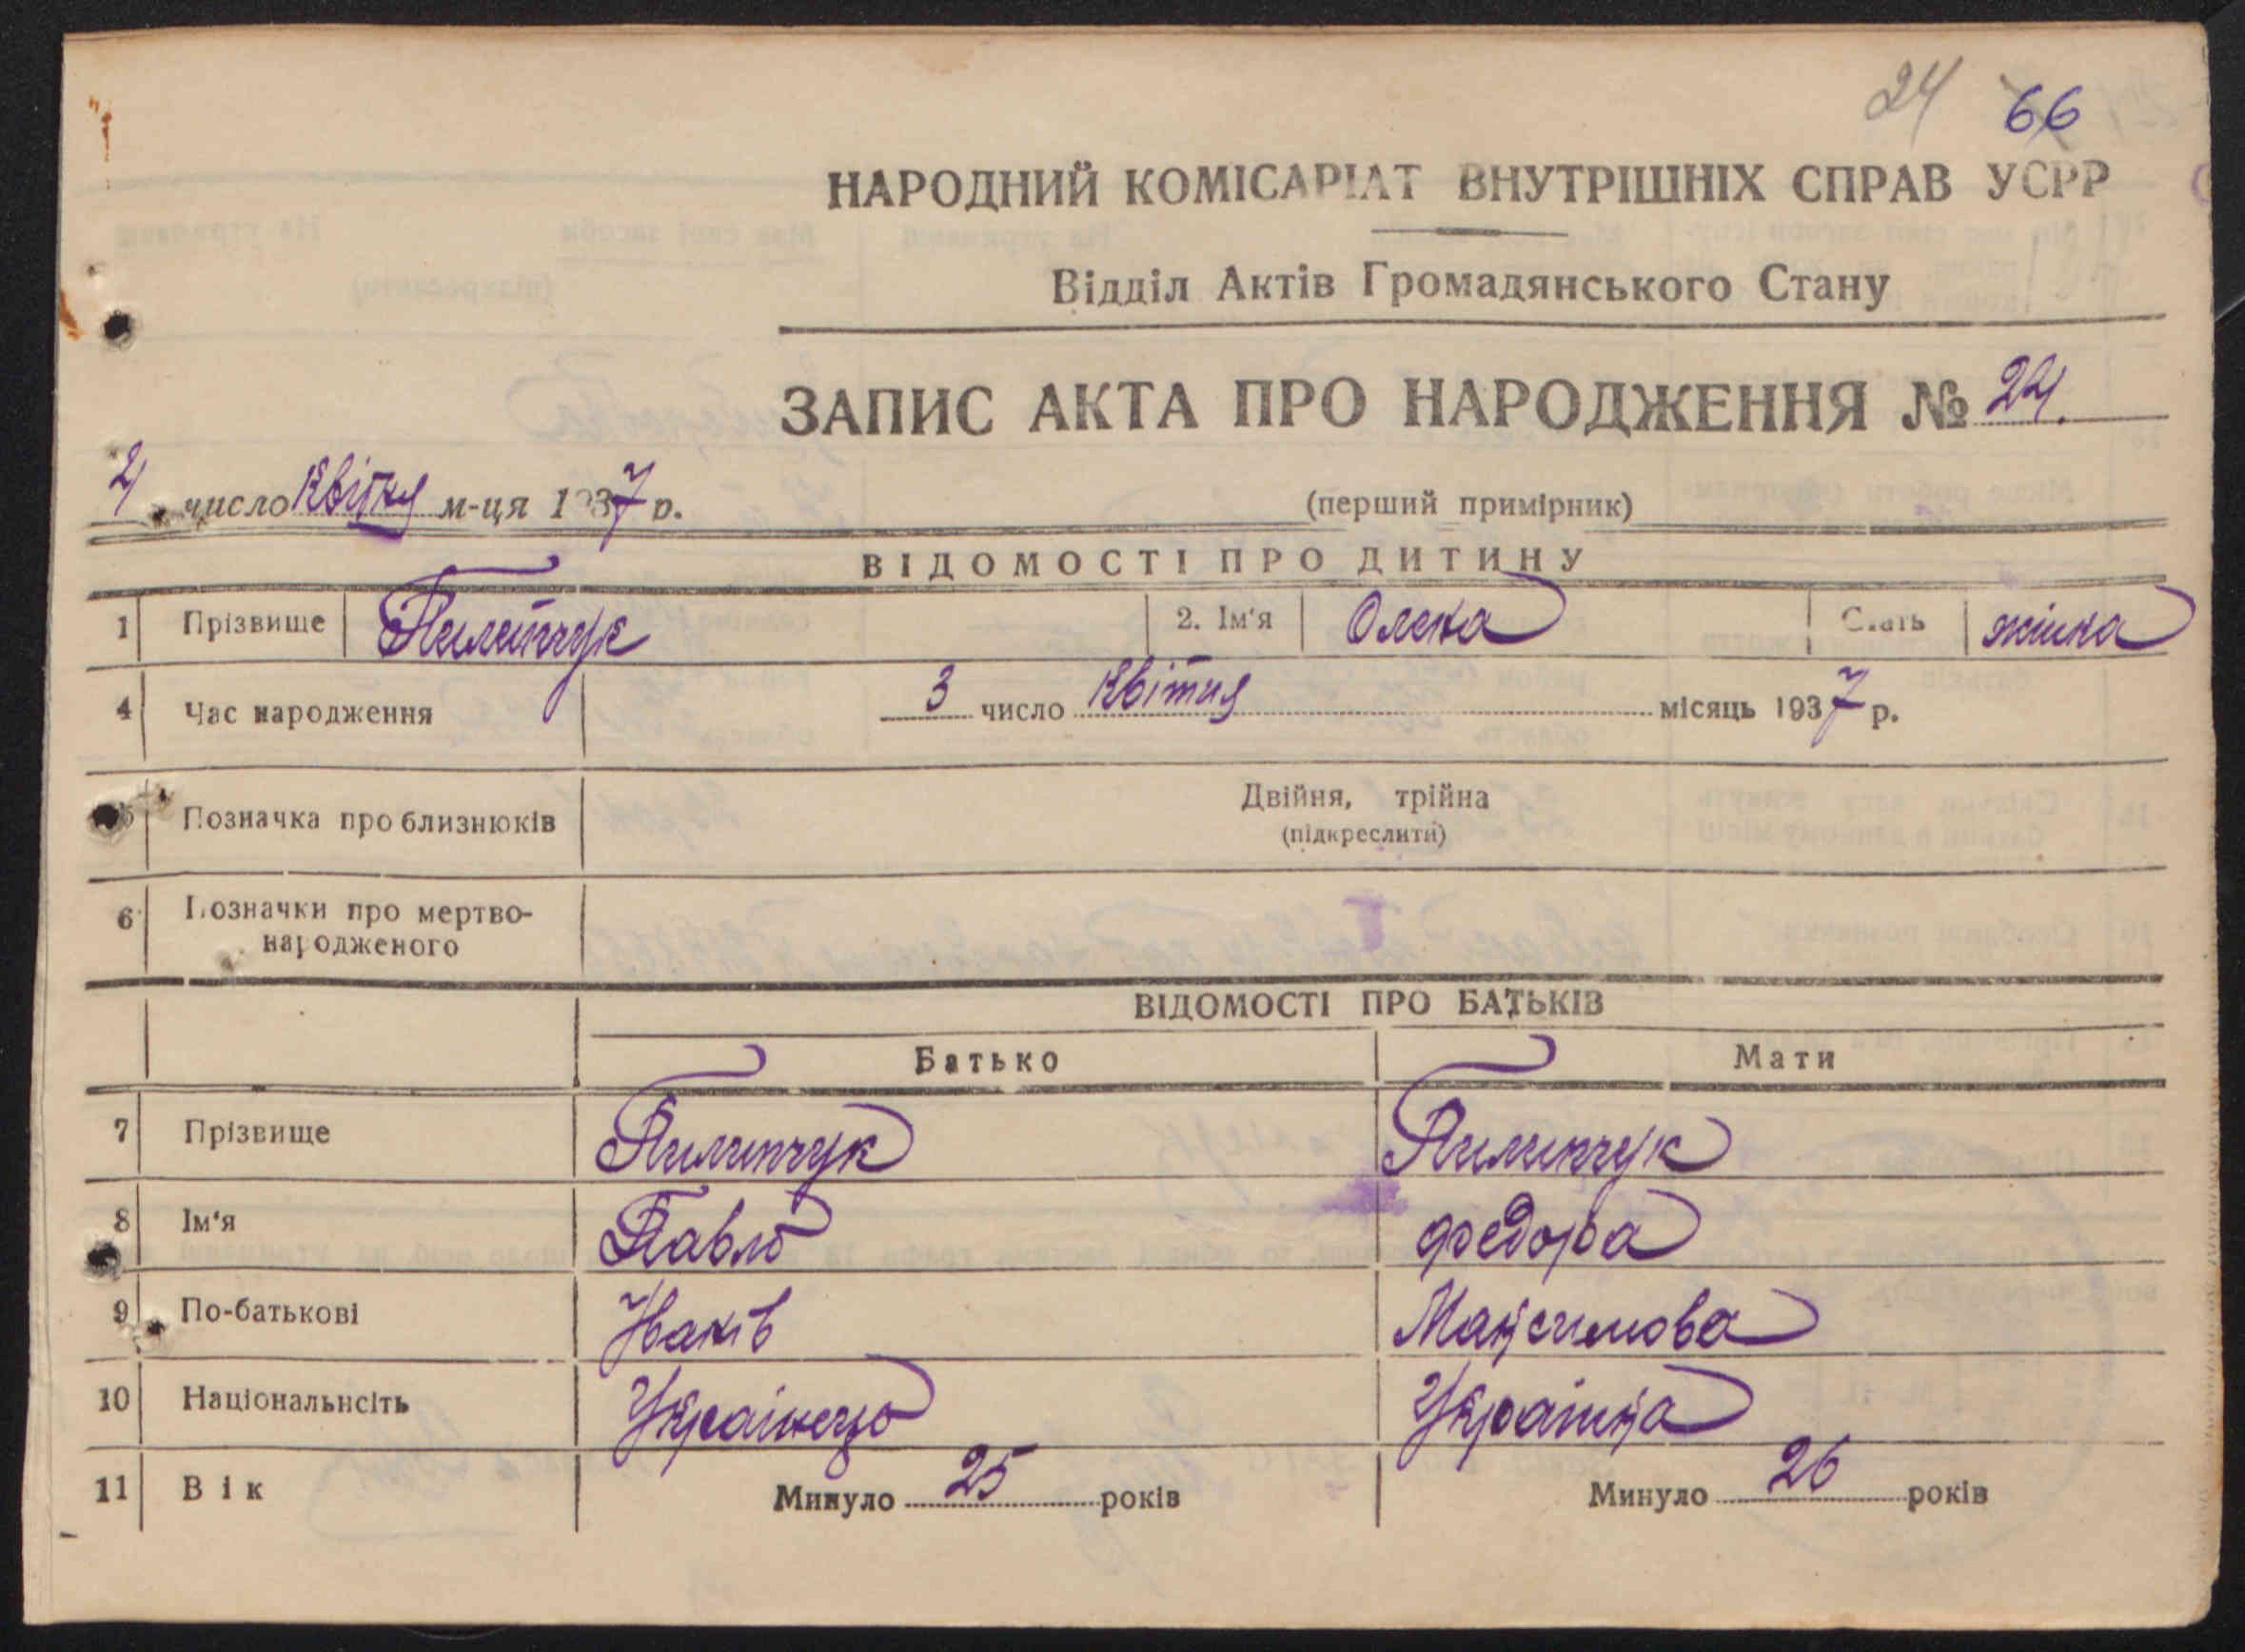 24 66
НАРОДНИЙ КОМІСАРІАТ ВНУТРІШНІХ СПРАВ УСРР
Відділ Актів Громадянського Стану
ЗАПИС АКТА ПРО НАРОДЖЕННЯ № 24.
4 число Квітня м-ця 1937 р. (перший примірник)
ВІДОМОСТІ ПРО ДИТИНУ
1 Прізвище Пилипчук 2. Ім'я Олена Стать жінка
4 Час народження 3 число Квітня місяць 1937 р.
5 Позначка про близнюків Двійня, трійна
(підкреслити)
6 Позначки про мертво-
народженого
ВІДОМОСТІ ПРО БАТЬКІВ
Батько Мати
7 Прізвище Пилипчук Пилипчук
8 Ім'я Павло Федора
9 По-батькові Максимова
10 Національнсіть Українець Українка
11 Вік Минуло 25 років Минуло 26 років